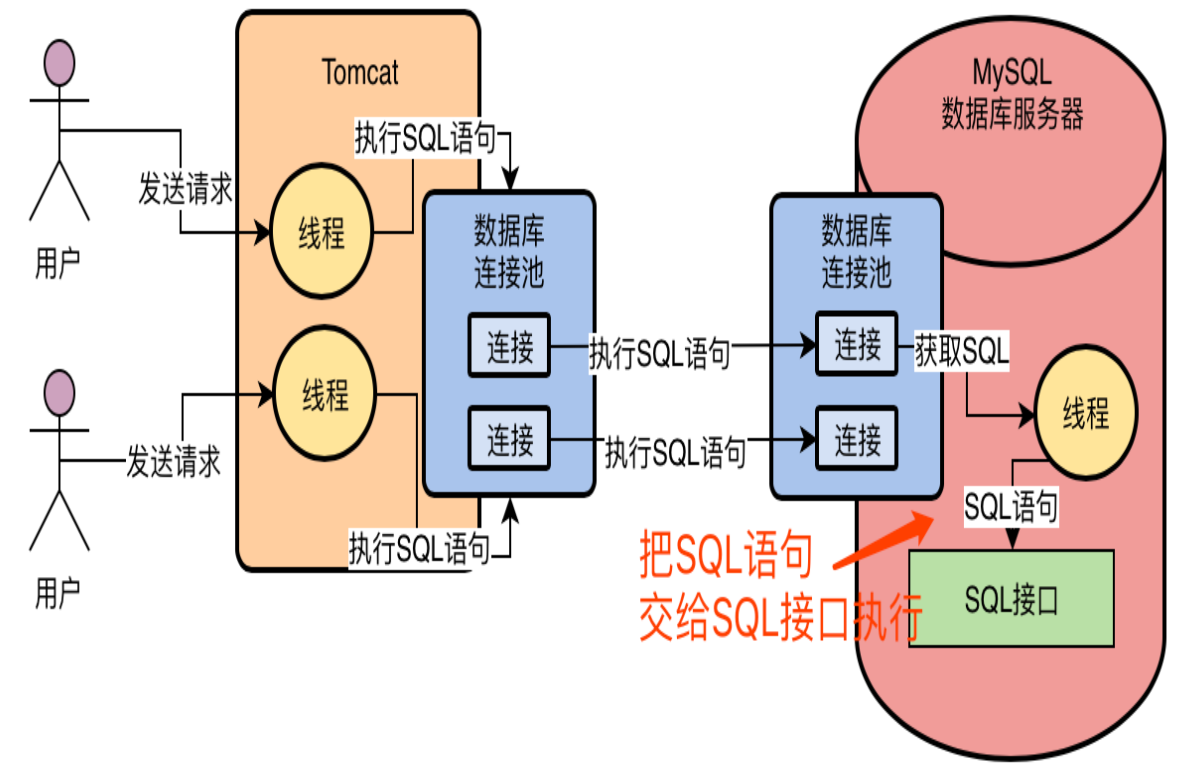 Tomcat
MySQL
数据库服务器
执行SQL语句
发送请求
线程
用户
数据库
连接池
数据库
连接池
连接
执行SQL语句
连接
获取SQL
线程
线程
发送请求
连接
执行SQL语句
连接
SQL语句
执行SQL语句
用户
把SQL语句
交给SQL接口执行
SQL接口